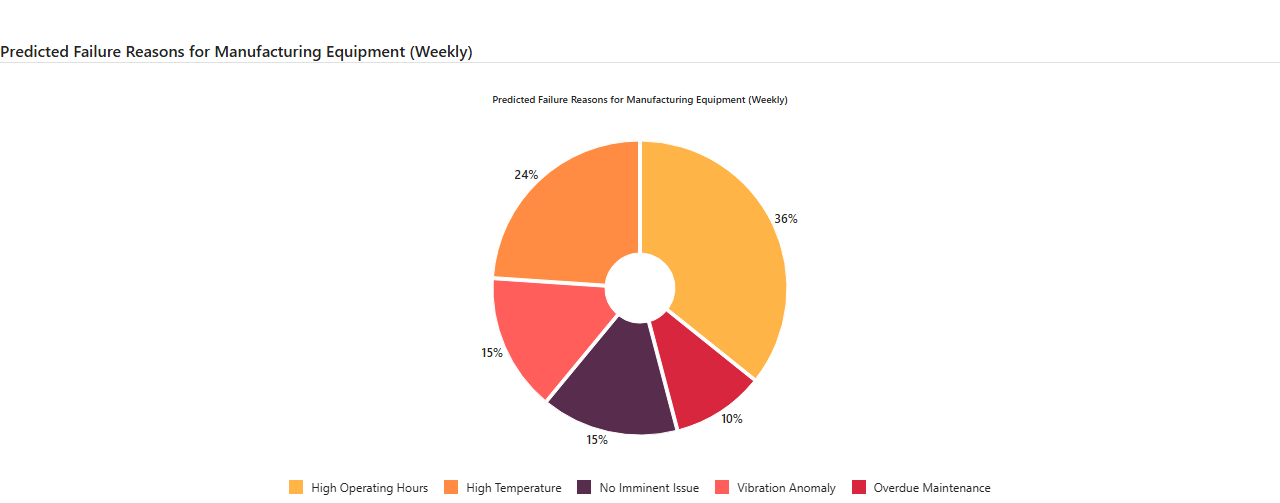 Predicted Failure Reasons for Manufacturing Equipment (Weekly)
Predicted Failure Reasons for Manufacturing Equipment (Weekly)
24%
36%
15%
10%
15%
High Operating Hours
High Temperature
No Imminent Issue
Vibration Anomaly
Overdue Maintenance